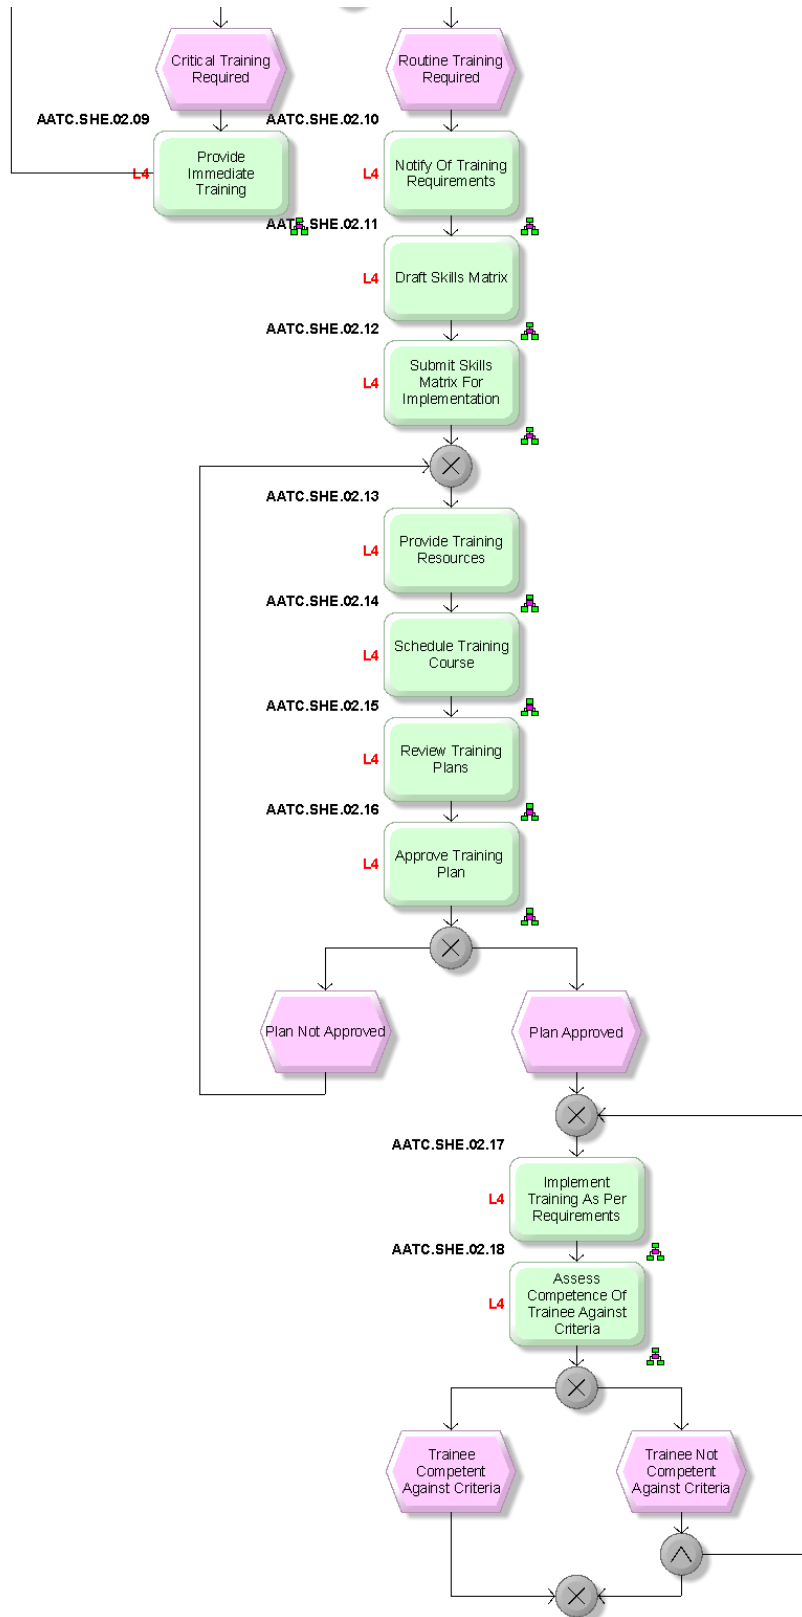 Critical Training
Required
Routine Training
Required
AATC.SHE.02.09
AATC.SHE.02.10
L4
Provide
Immediate
Training
L4
Notify Of Training
Requirements
AATC.SHE.02.11
L4
Draft Skills Matrix
AATC.SHE.02.12
L4
Submit Skills
Matrix For
Implementation
AATC.SHE.02.13
L4
Provide Training
Resources
AATC.SHE.02.14
L4
Schedule Training
Course
AATC.SHE.02.15
L4
Review Training
Plans
AATC.SHE.02.16
L4
Approve Training
Plan
Plan Not Approved
Plan Approved
AATC.SHE.02.17
L4
Implement
Training As Per
Requirements
AATC.SHE.02.18
L4
Assess
Competence Of
Trainee Against
Criteria
Trainee
Competent
Against Criteria
Trainee Not
Competent
Against Criteria